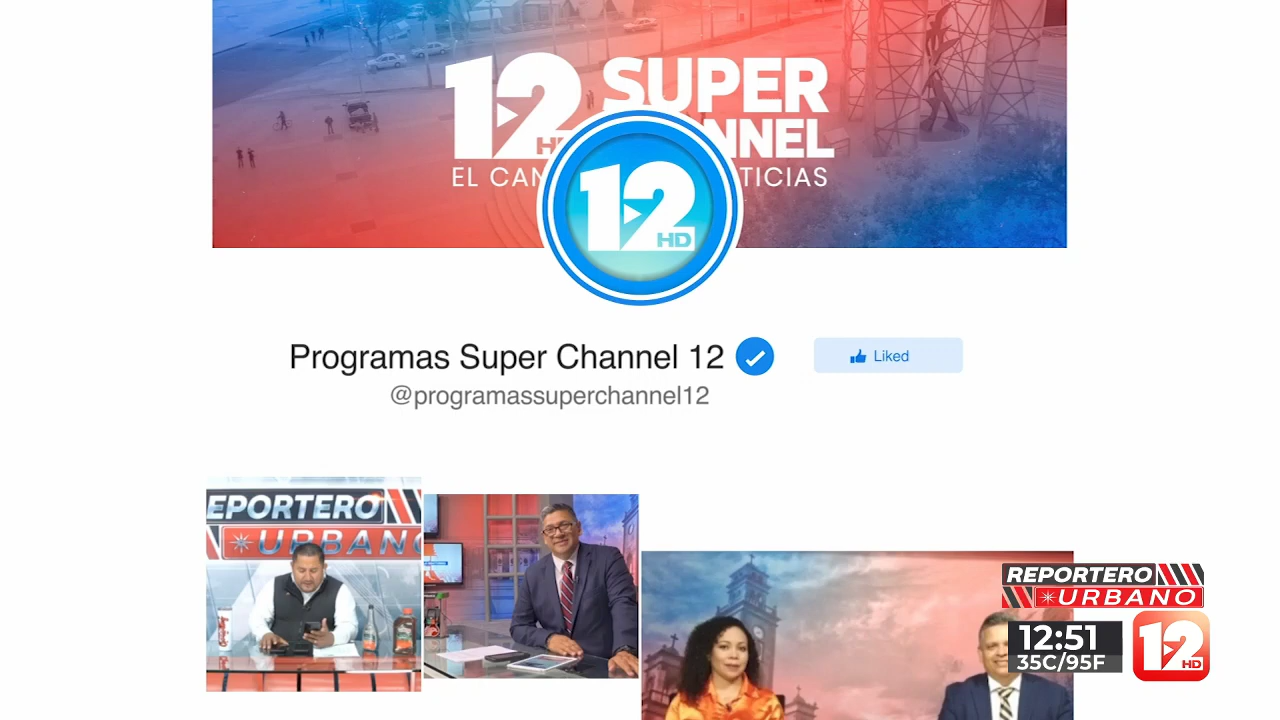 12 SUPER
HD
NNEL
EL CAN
TICIAS
12
HD
Programas Super Channel 12
Liked
@programassuperchannel12
EPORTERO
URBANO
REPORTERO
URBANO
12:51
35C/95F
12
HD